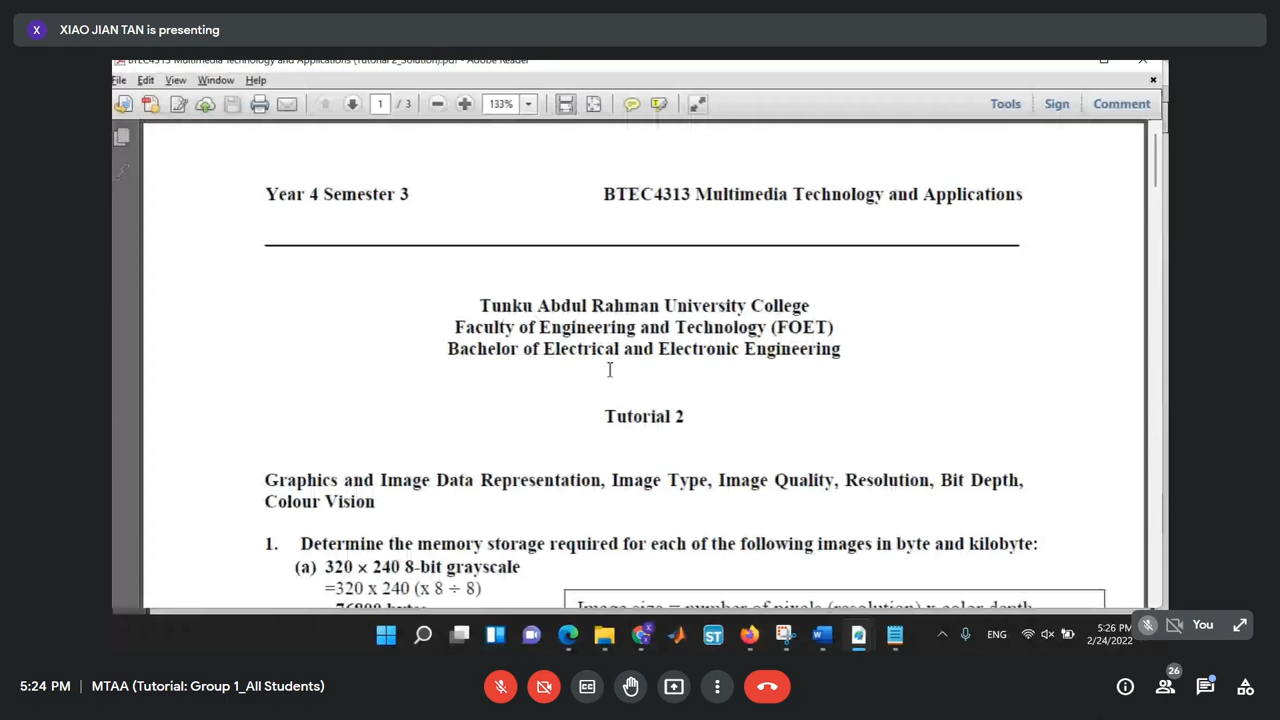 X XIAO JIAN TAN is presenting
BTEC4313 Multimedia Technology and Applications (Tutorial 2_Solution).pdf - Adobe Reader
File Edit View Window Help
1 / 3 133% Tools Sign Comment
Year 4 Semester 3 BTEC4313 Multimedia Technology and Applications
Tunku Abdul Rahman University College
Faculty of Engineering and Technology (FOET)
Bachelor of Electrical and Electronic Engineering
Tutorial 2
Graphics and Image Data Representation, Image Type, Image Quality, Resolution, Bit Depth,
Colour Vision
1. Determine the memory storage required for each of the following images in byte and kilobyte:
(a) 320 × 240 8-bit grayscale
=320 x 240 (x 8 ÷ 8)
=76800 bytes
Image size = number of pixels (resolution) x color depth
ST W ENG 5:26 PM
2/24/2022
You
5:24 PM MTAA (Tutorial: Group 1_All Students) 26